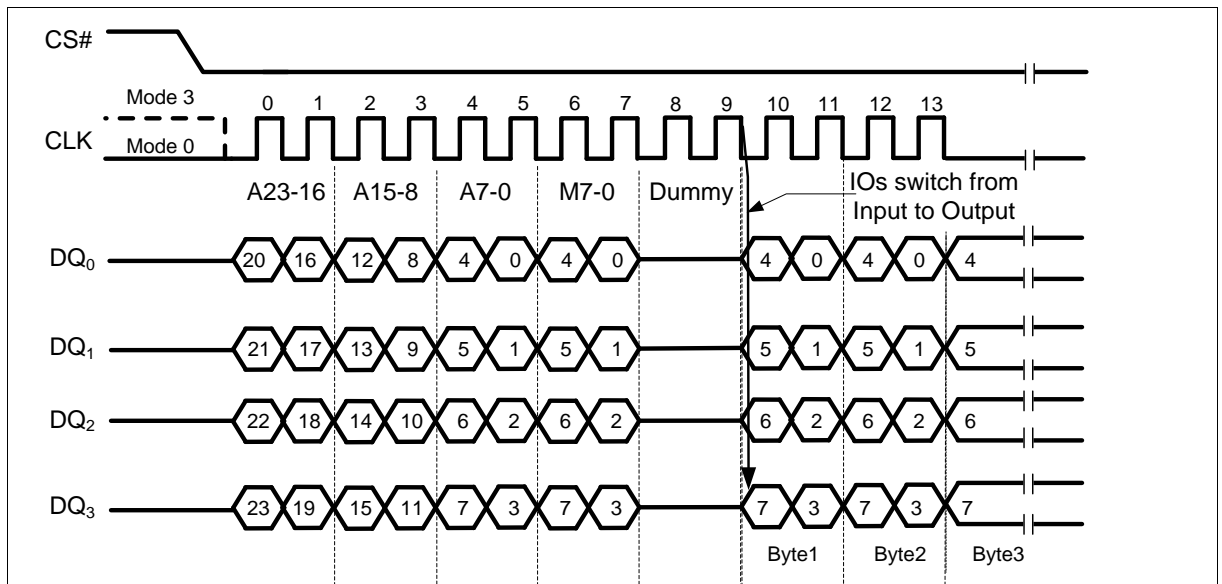 CS#
Mode 3
0 1 2 3 4 5 6 7 8 9 10 11 12 13
CLK
Mode 0
A23-16 A15-8 A7-0 M7-0 Dummy
IOs switch from
Input to Output
DQ0 20 16 12 8 4 0 4 0 4 0 4 0 4
DQ1 21 17 13 9 5 1 5 1 5 1 5 1 5
DQ2 22 18 14 10 6 2 6 2 6 2 6 2 6
DQ3 23 19 15 11 7 3 7 3 7 3 7 3 7
Byte1 Byte2 Byte3